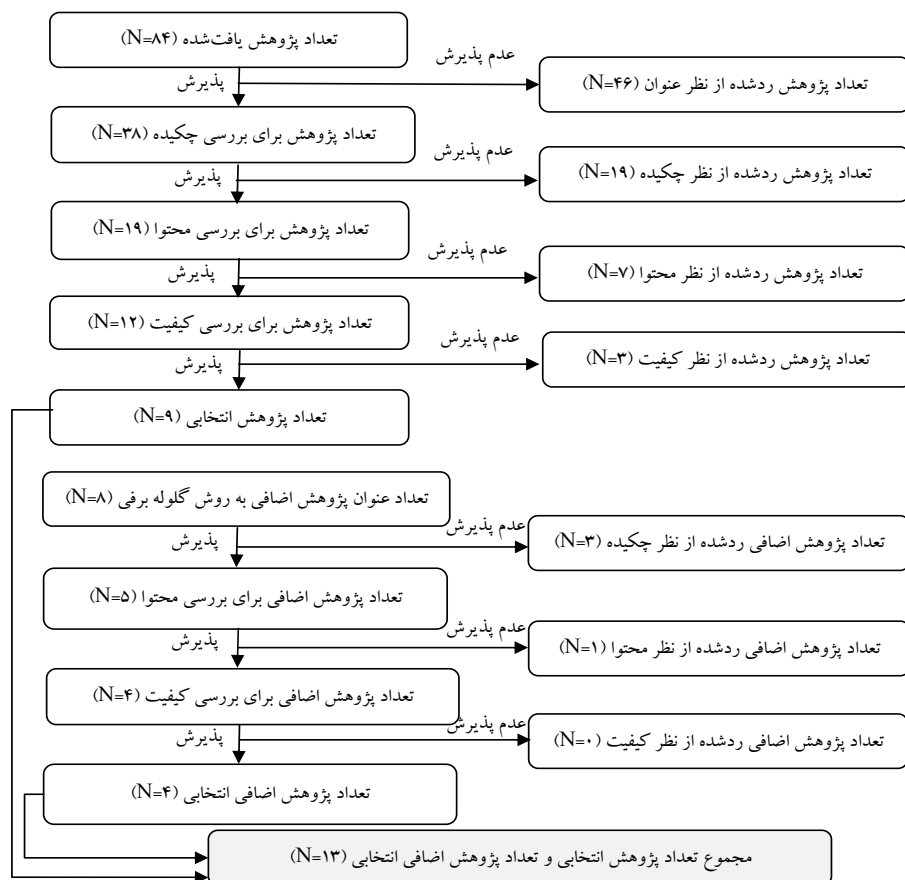 تعداد پژوهش یافت‌شده (N=۸۴)
عدم پذیرش
پذیرش
تعداد پژوهش ردشده از نظر عنوان (N=۴۶)
تعداد پژوهش برای بررسی چکیده (N=۳۸)
عدم پذیرش
پذیرش
تعداد پژوهش ردشده از نظر چکیده (N=۱۹)
تعداد پژوهش برای بررسی محتوا (N=۱۹)
عدم پذیرش
پذیرش
تعداد پژوهش ردشده از نظر محتوا (N=۷)
تعداد پژوهش برای بررسی کیفیت (N=۱۲)
عدم پذیرش
پذیرش
تعداد پژوهش ردشده از نظر کیفیت (N=۳)
تعداد پژوهش انتخابی (N=۹)
تعداد عنوان پژوهش اضافی به روش گلوله برفی (N=۸)
عدم پذیرش
پذیرش
تعداد پژوهش اضافی ردشده از نظر چکیده (N=۳)
تعداد پژوهش اضافی برای بررسی محتوا (N=۵)
عدم پذیرش
پذیرش
تعداد پژوهش اضافی ردشده از نظر محتوا (N=۱)
تعداد پژوهش اضافی برای بررسی کیفیت (N=۴)
عدم پذیرش
پذیرش
تعداد پژوهش اضافی ردشده از نظر کیفیت (N=۰)
تعداد پژوهش اضافی انتخابی (N=۴)
مجموع تعداد پژوهش انتخابی و تعداد پژوهش اضافی انتخابی (N=۱۳)